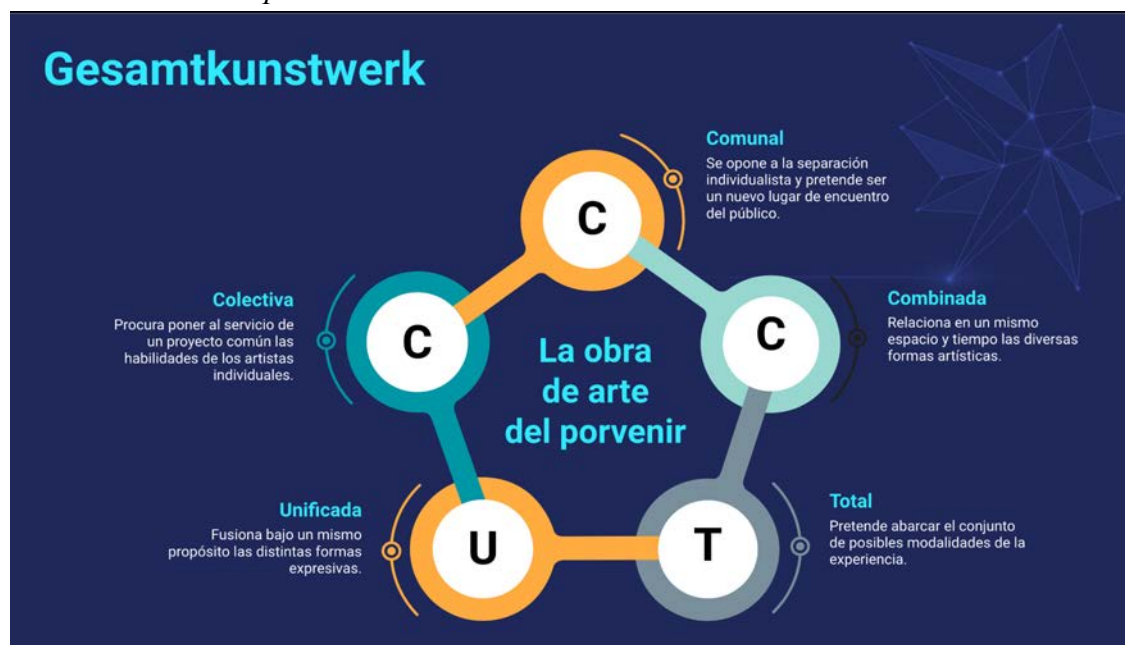 Gesamtkunstwerk
Comunal
Se opone a la separación
individualista y pretende ser
un nuevo lugar de encuentro
del público.
C
Colectiva
Procura poner al servicio de
un proyecto común las
habilidades de los artistas
individuales.
C
Combinada
Relaciona en un mismo
espacio y tiempo las diversas
formas artísticas.
C
La obra
de arte
del porvenir
Unificada
Fusiona bajo un mismo
propósito las distintas formas
expresivas.
U
Total
Pretende abarcar el conjunto
de posibles modalidades de la
experiencia.
T